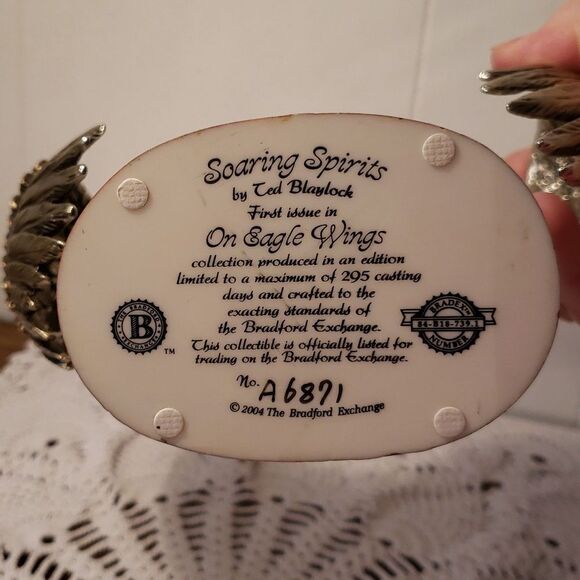 Soaring Spirits
by Ted Blaylock
First issue in
On Eagle Wings
collection produced in an edition
limited to a maximum of 295 casting
days and crafted to the
exacting standards of
the Bradford Exchange.
This collectible is officially listed for
trading on the Bradford Exchange.
No. A6871
© 2004 The Bradford Exchange
THE BRADFORD
B
EXCHANGE
TM
BRADEX™
84-B18-739.1
NUMBER